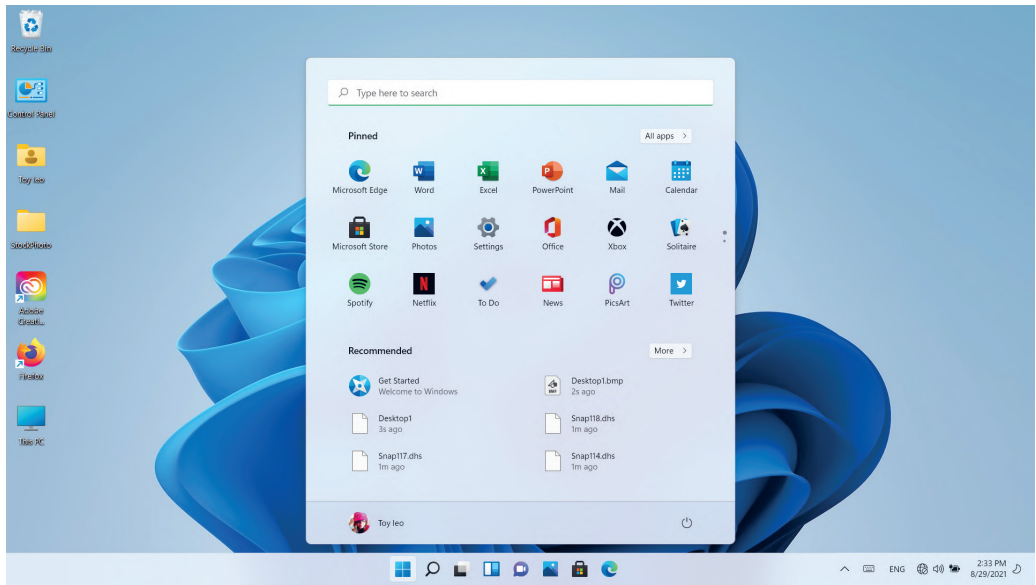 Recycle Bin
Control Panel
Toy leo
StockPhoto
Adobe
Creati...
Firefox
This PC
Type here to search
Pinned
All apps >
Microsoft Edge Word Excel PowerPoint Mail Calendar
Microsoft Store Photos Settings Office Xbox Solitaire
Spotify Netflix To Do News PicsArt Twitter
Recommended
More >
Get Started
Welcome to Windows
Desktop1.bmp
2s ago
Desktop1
3s ago
Snap118.dhs
1m ago
Snap117.dhs
1m ago
Snap114.dhs
1m ago
Toy leo
ENG
2:33 PM
8/29/2021